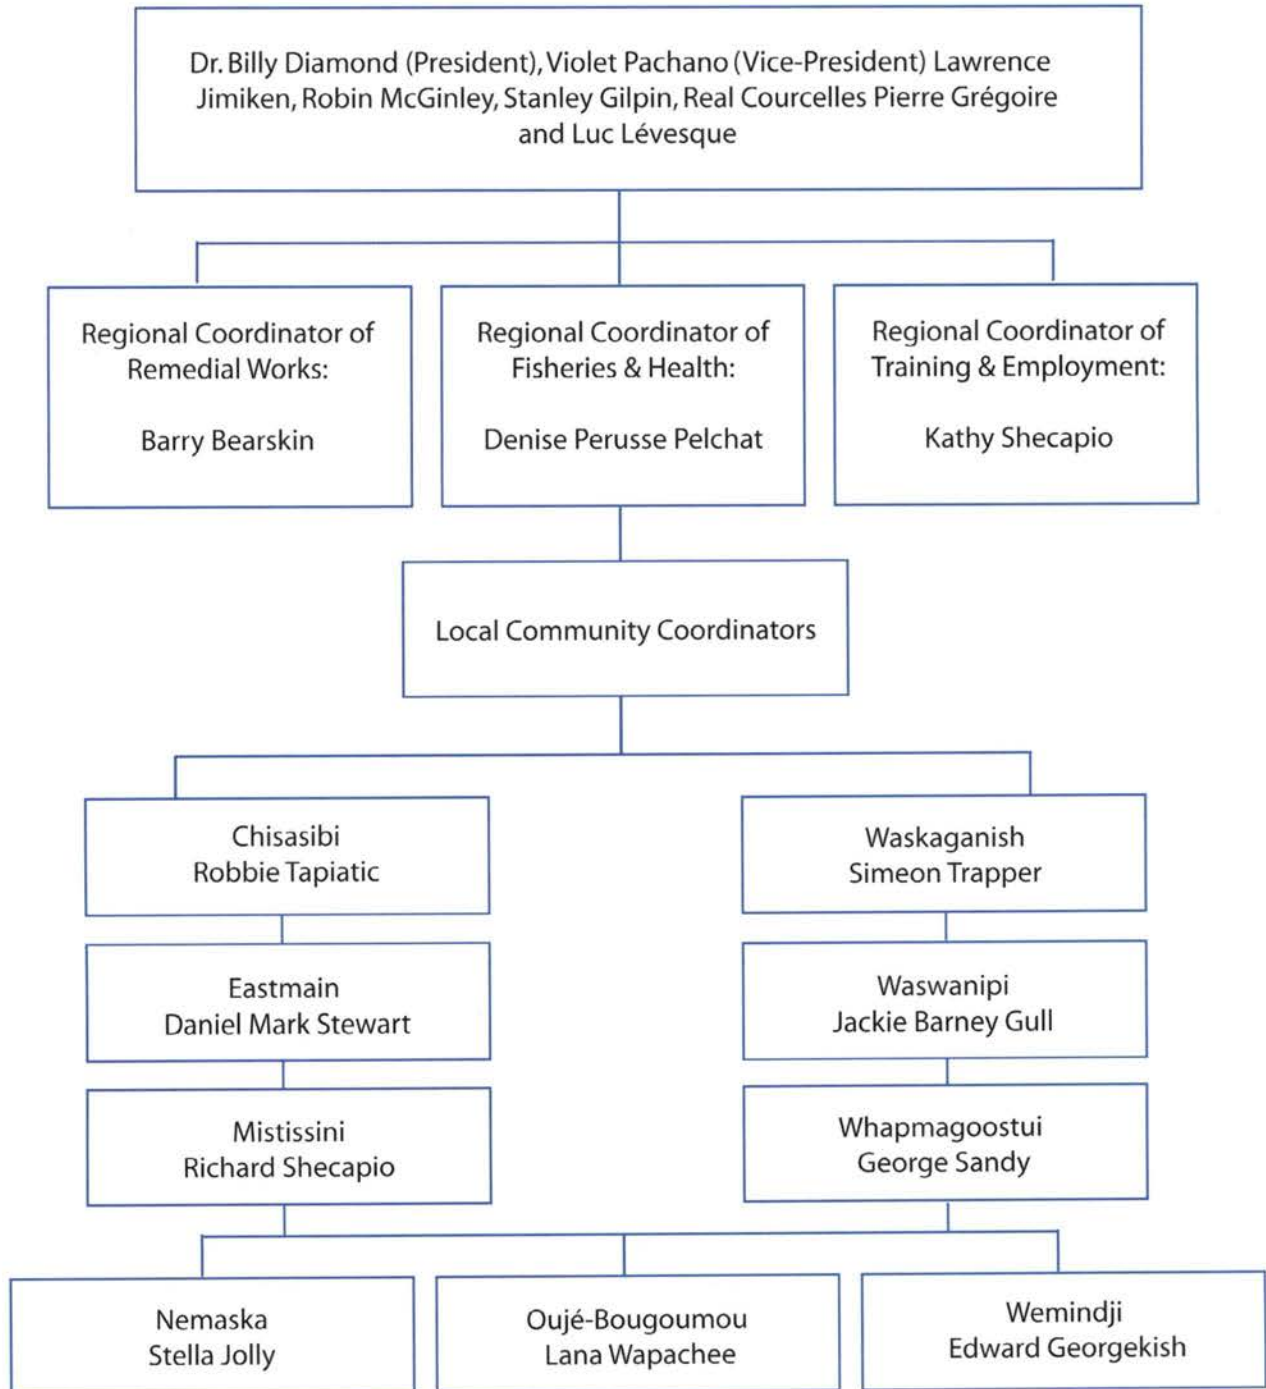 Dr. Billy Diamond (President), Violet Pachano (Vice-President) Lawrence
Jimiken, Robin McGinley, Stanley Gilpin, Real Courcelles Pierre Grégoire
and Luc Lévesque
Regional Coordinator of
Remedial Works:
Barry Bearskin
Regional Coordinator of
Fisheries & Health:
Denise Perusse Pelchat
Regional Coordinator of
Training & Employment:
Kathy Shecapio
Local Community Coordinators
Chisasibi
Robbie Tapiatic
Waskaganish
Simeon Trapper
Eastmain
Daniel Mark Stewart
Waswanipi
Jackie Barney Gull
Mistissini
Richard Shecapio
Whapmagoostui
George Sandy
Nemaska
Stella Jolly
Oujé-Bougoumou
Lana Wapachee
Wemindji
Edward Georgekish